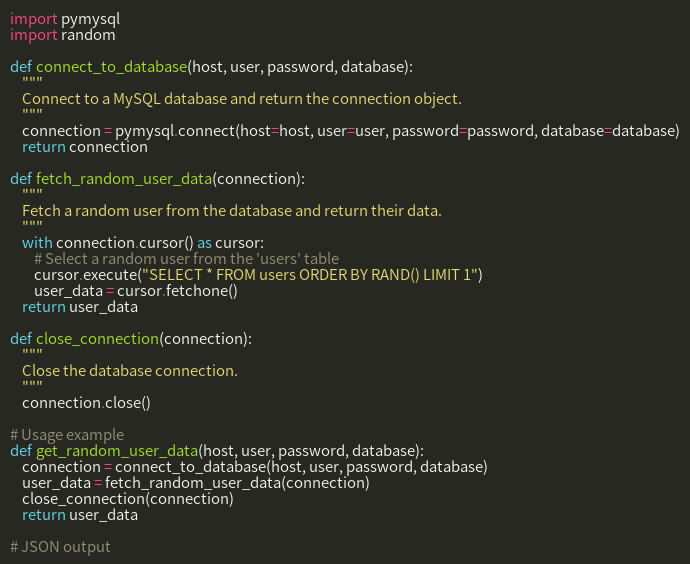 import pymysql
import random

def connect_to_database(host, user, password, database):
    """
    Connect to a MySQL database and return the connection object.
    """
    connection = pymysql.connect(host=host, user=user, password=password, database=database)
    return connection

def fetch_random_user_data(connection):
    """
    Fetch a random user from the database and return their data.
    """
    with connection.cursor() as cursor:
        # Select a random user from the 'users' table
        cursor.execute("SELECT * FROM users ORDER BY RAND() LIMIT 1")
        user_data = cursor.fetchone()
    return user_data

def close_connection(connection):
    """
    Close the database connection.
    """
    connection.close()

# Usage example
def get_random_user_data(host, user, password, database):
    connection = connect_to_database(host, user, password, database)
    user_data = fetch_random_user_data(connection)
    close_connection(connection)
    return user_data

# JSON output